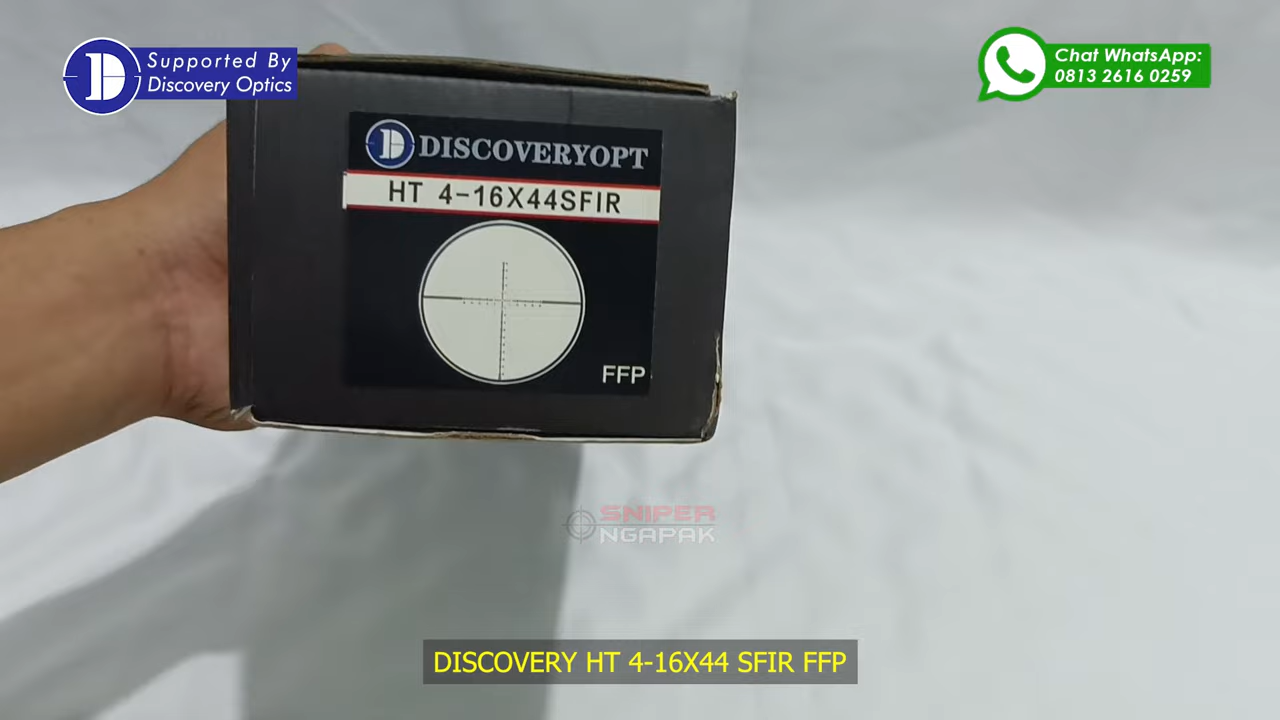 Supported By
Discovery Optics
Chat WhatsApp:
0813 2616 0259
DISCOVERYOPT
HT 4-16X44SFIR
FFP
SNIPER
NGAPAK
DISCOVERY HT 4-16X44 SFIR FFP